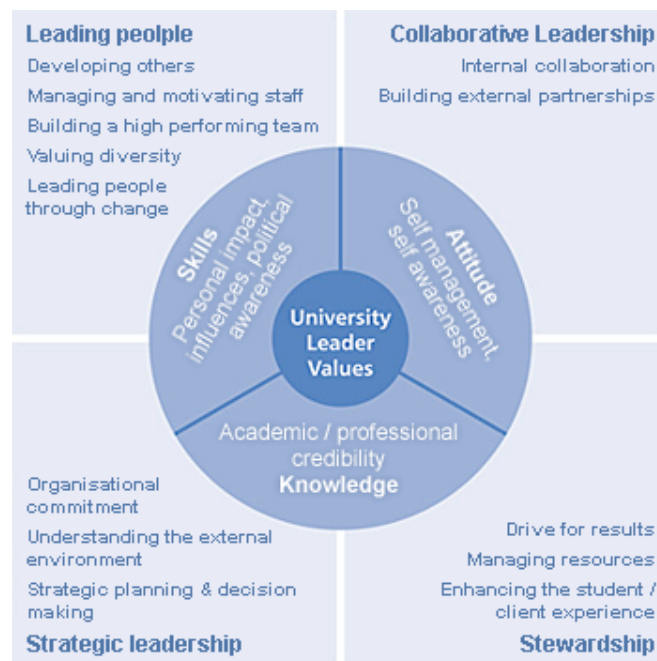 Leading peolple
Developing others
Managing and motivating staff
Building a high performing team
Valuing diversity
Leading people
through change
Collaborative Leadership
Internal collaboration
Building external partnerships
Skills
Personal impact,
influences, political
awareness
Attitude
Self management,
self awareness
University
Leader
Values
Academic / professional
credibility
Knowledge
Organisational
commitment
Understanding the external
environment
Strategic planning & decision
making
Strategic leadership
Drive for results
Managing resources
Enhancing the student /
client experience
Stewardship